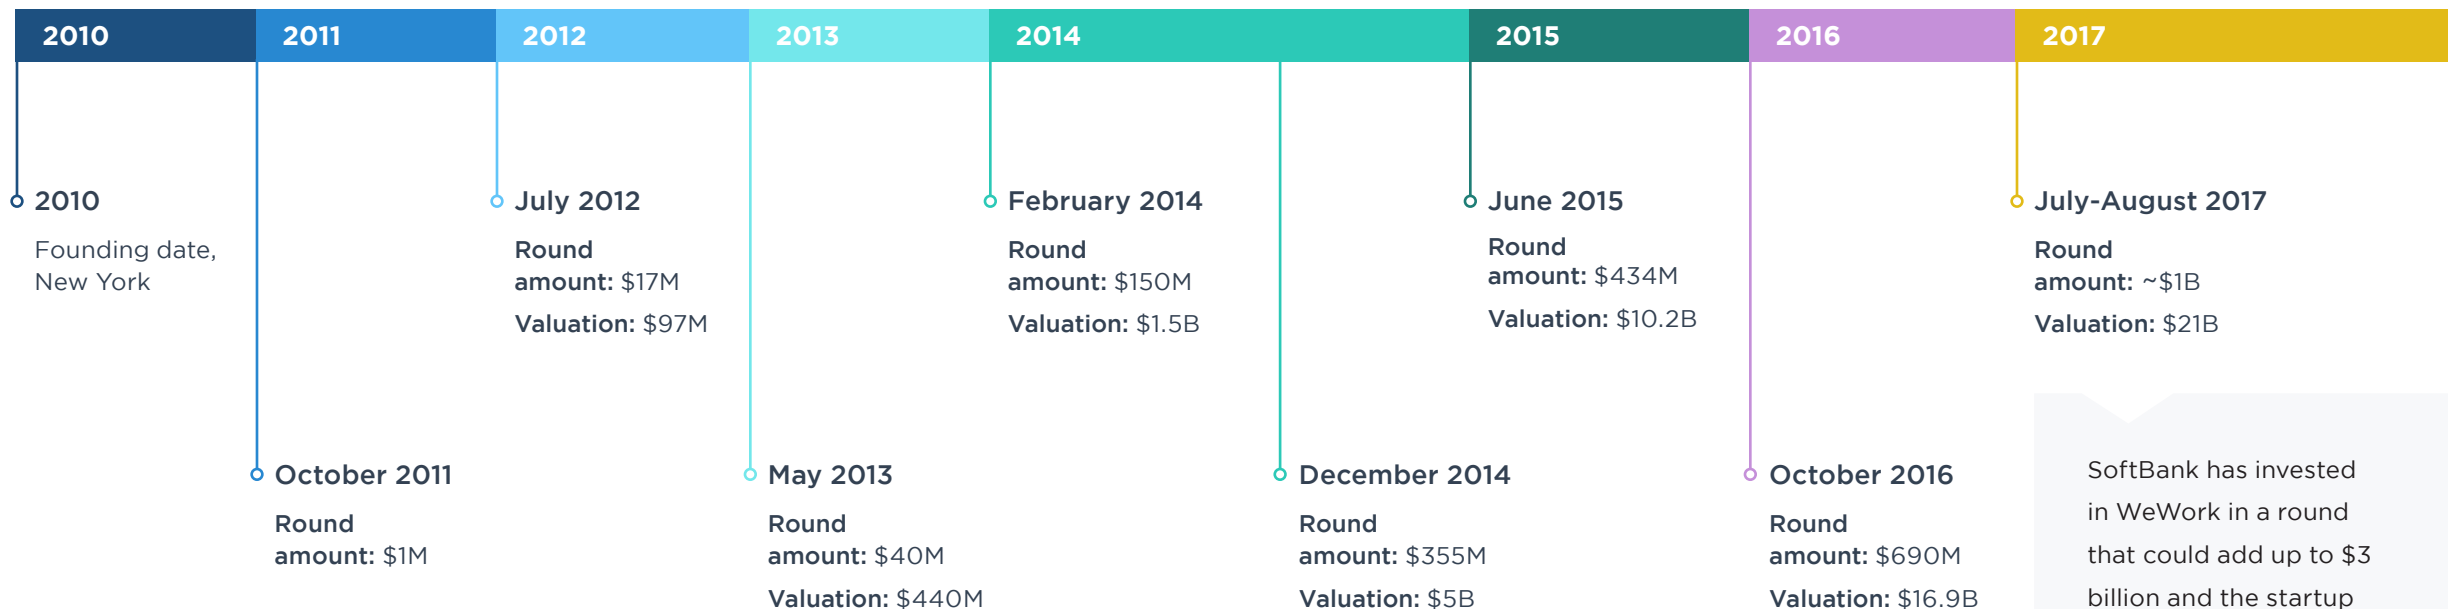 2010
2011
2012
2013
2014
2015
2016
2017
2010
Founding date,
New York
October 2011
Round
amount: $1M
July 2012
Round
amount: $17M
Valuation: $97M
May 2013
Round
amount: $40M
Valuation: $440M
February 2014
Round
amount: $150M
Valuation: $1.5B
December 2014
Round
amount: $355M
Valuation: $5B
June 2015
Round
amount: $434M
Valuation: $10.2B
October 2016
Round
amount: $690M
Valuation: $16.9B
July-August 2017
Round
amount: ~$1B
Valuation: $21B
SoftBank has invested
in WeWork in a round
that could add up to $3
billion and the startup